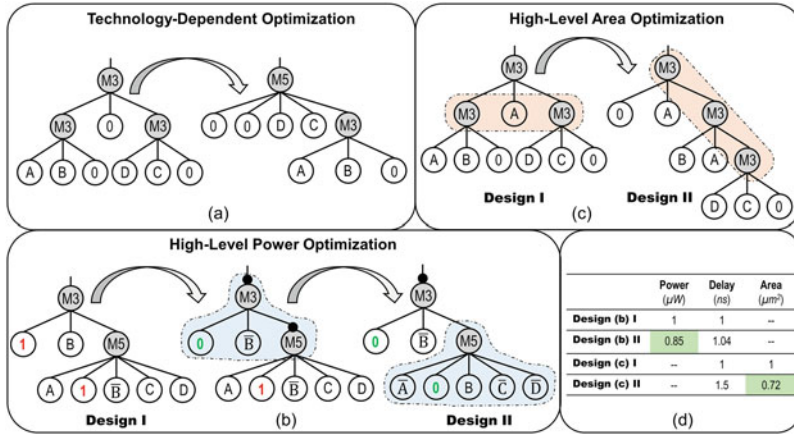 Technology-Dependent Optimization
M3
M5
M3
0
M3
0
0
D
C
M3
A
B
0
D
C
0
A
B
0
(a)
High-Level Area Optimization
M3
M3
M3
A
M3
0
A
M3
A
B
0
D
C
0
B
A
M3
D
C
0
Design I
Design II
(c)
High-Level Power Optimization
M3
M3
M3
1
B
M5
0
B̅
M5
0
B̅
M5
A
1
B̅
C
D
A
1
B̅
C
D
A̅
0
B
C̅
D̅
Design I
(b)
Design II
Power Delay Area
(μW) (ns) (μm²)
Design (b) I 1 1 --
Design (b) II 0.85 1.04 --
Design (c) I -- 1 1
Design (c) II -- 1.5 0.72
(d)